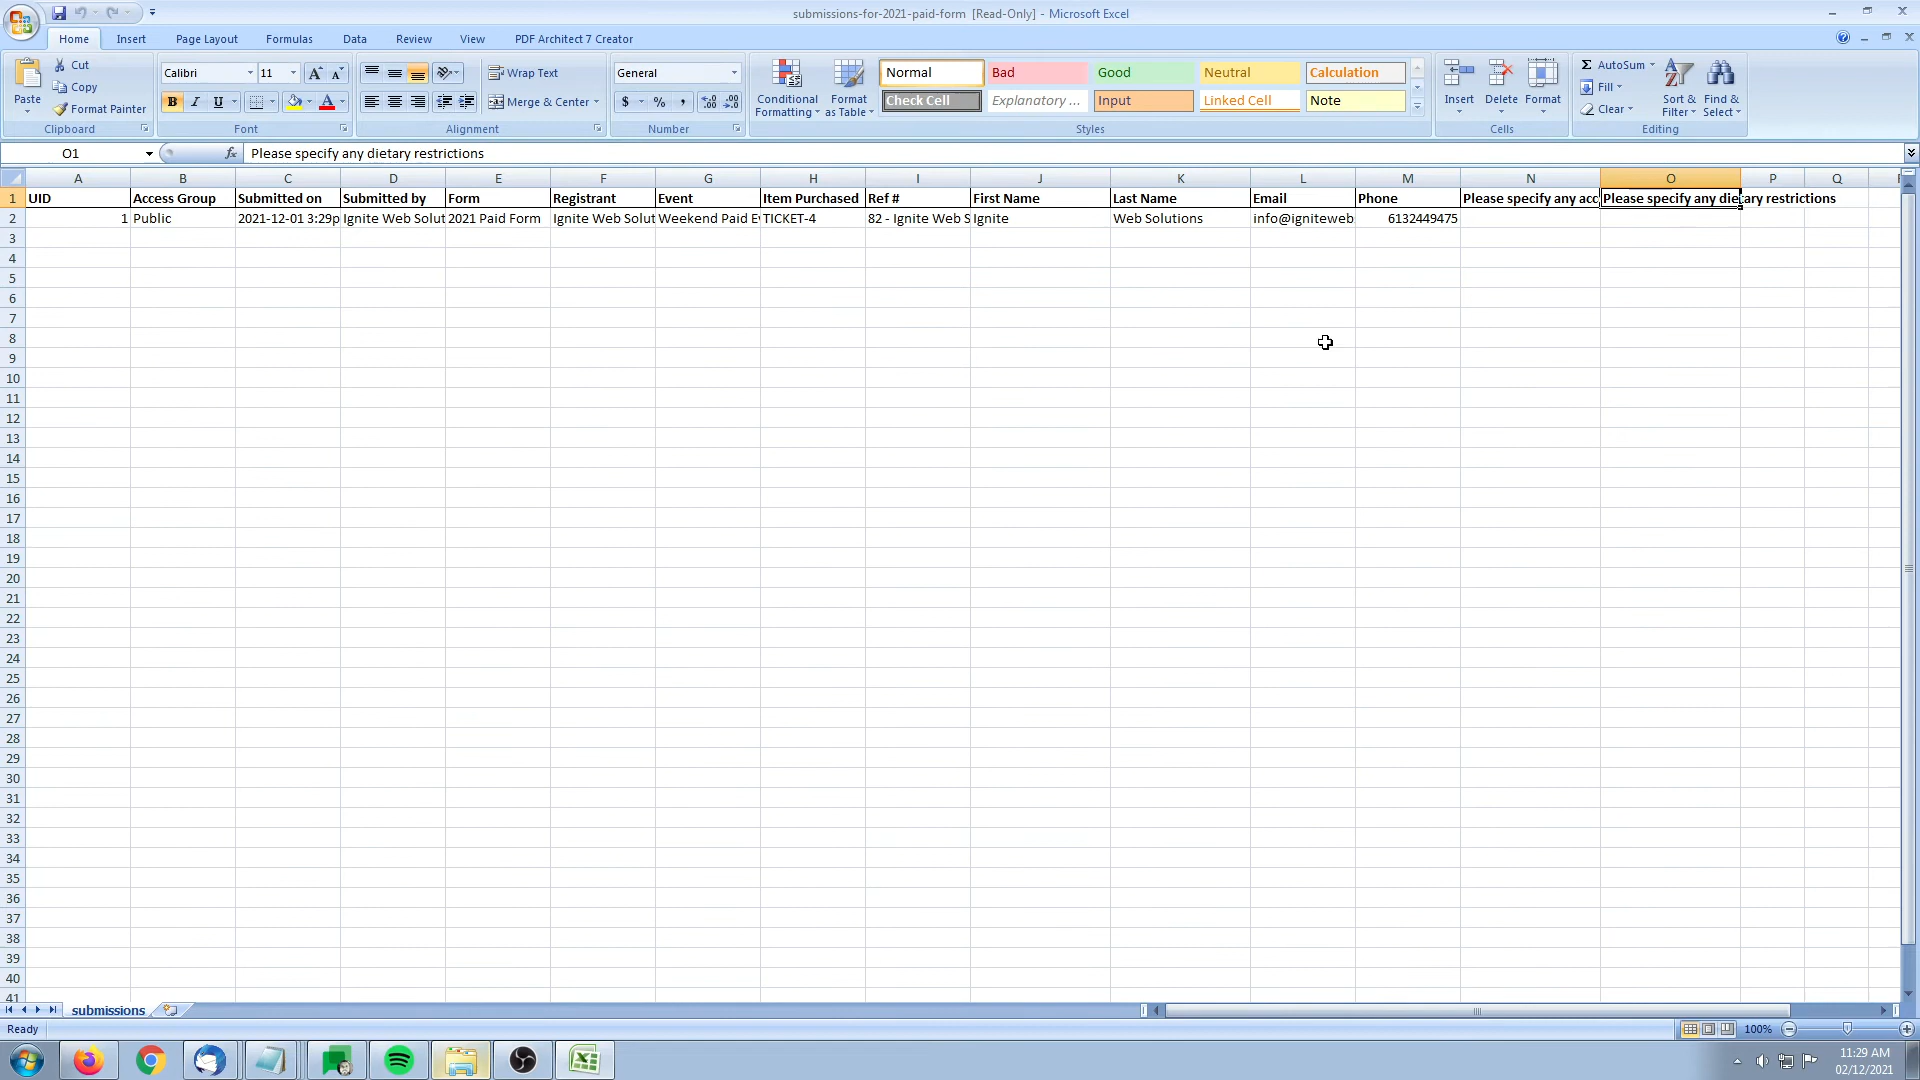 submissions-for-2021-paid-form [Read-Only] - Microsoft Excel
Home Insert Page Layout Formulas Data Review View PDF Architect 7 Creator
Paste Cut Copy Format Painter
Calibri 11 A A
B I U A
Wrap Text
Merge & Center
General
$ % ,
Conditional Formatting
Format as Table
Normal Bad Good Neutral Calculation
Check Cell Explanatory ... Input Linked Cell Note
Insert Delete Format
Σ AutoSum
Fill
Clear
Sort & Filter
Find & Select
Clipboard Font Alignment Number Styles Cells Editing
O1 fx Please specify any dietary restrictions
A B C D E F G H I J K L M N O P Q
1 UID Access Group Submitted on Submitted by Form Registrant Event Item Purchased Ref # First Name Last Name Email Phone Please specify any acc Please specify any dietary restrictions
2 1 Public 2021-12-01 3:29p Ignite Web Solut 2021 Paid Form Ignite Web Solut Weekend Paid E TICKET-4 82 - Ignite Web S Ignite Web Solutions info@igniteweb 6132449475
3
4
5
6
7
8
9
10
11
12
13
14
15
16
17
18
19
20
21
22
23
24
25
26
27
28
29
30
31
32
33
34
35
36
37
38
39
40
41
submissions
Ready 100%
11:29 AM
02/12/2021